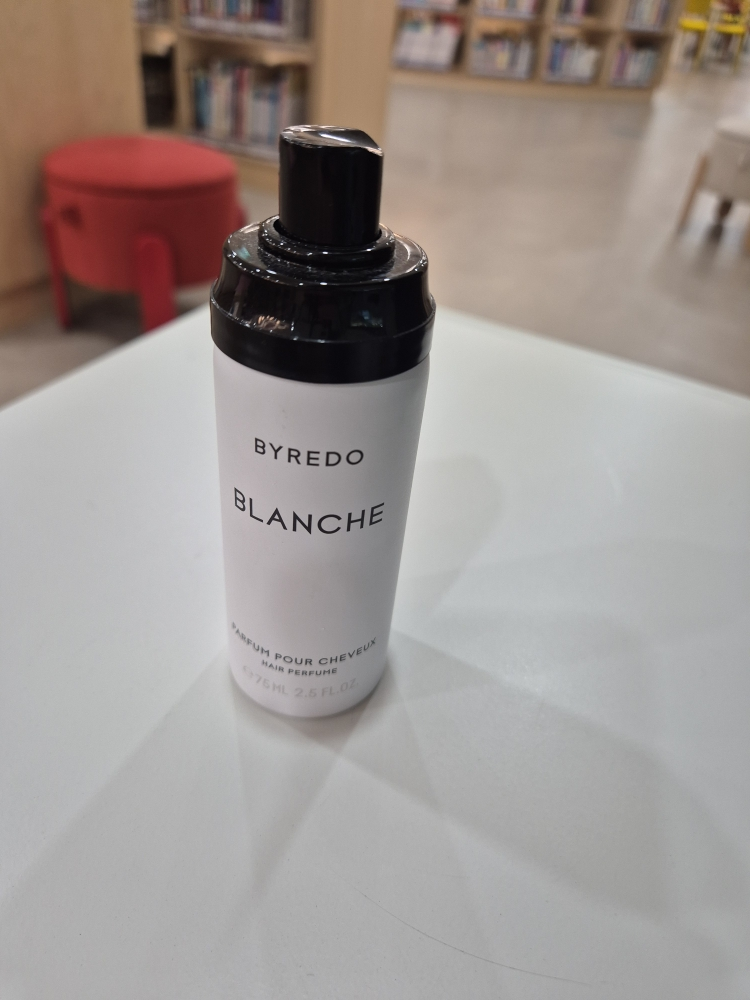 BYREDO
BLANCHE
PARFUM POUR CHEVEUX
HAIR PERFUME
75 ML 2.5 FL.OZ.